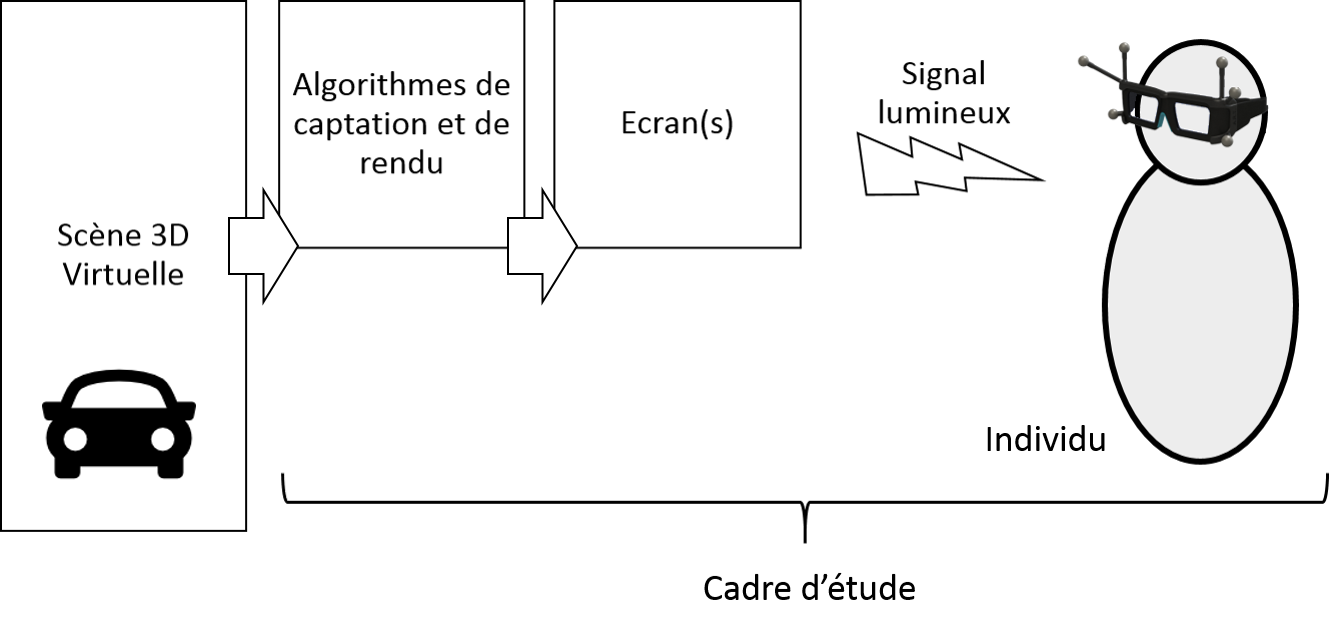 Scène 3D
Virtuelle
Algorithmes de
captation et de
rendu
Ecran(s)
Signal
lumineux
Individu
Cadre d’étude